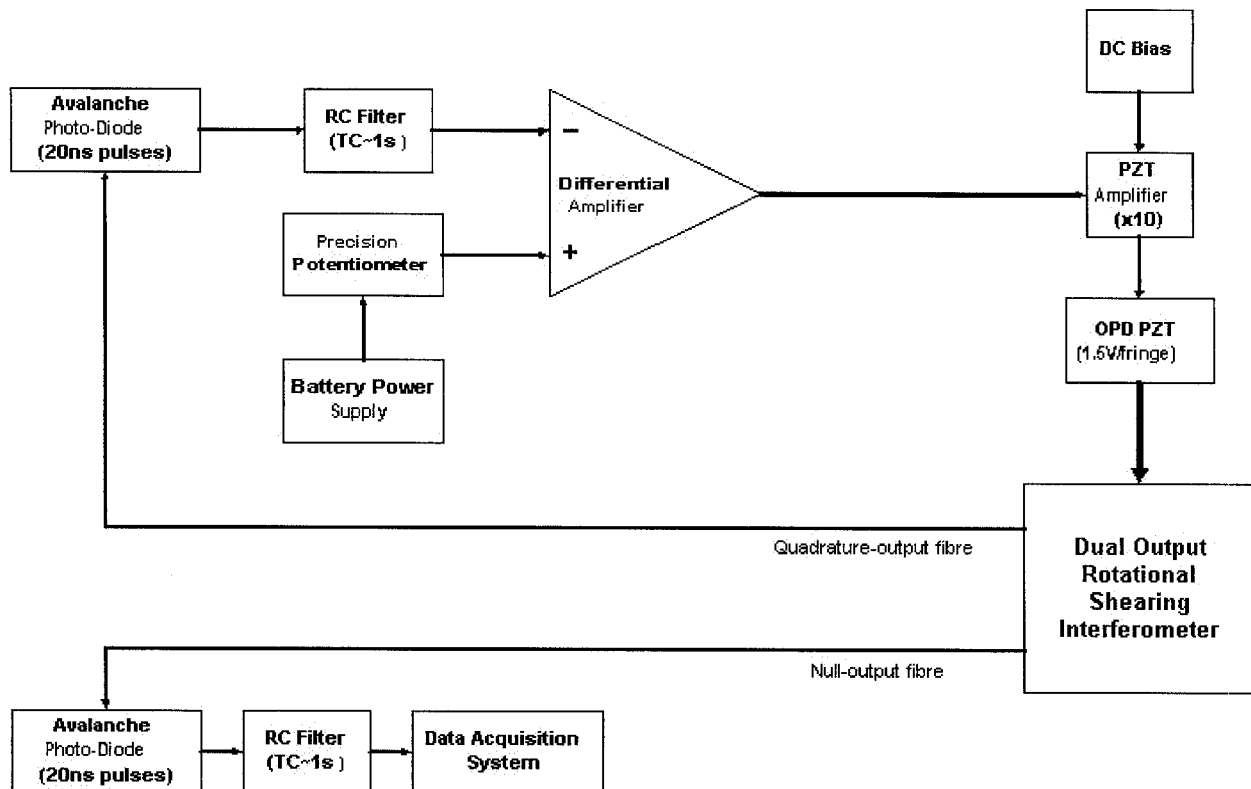 DC Bias
Avalanche
Photo-Diode
(20ns pulses)
RC Filter
(TC~1s )
−
Differential
Amplifier
+
PZT
Amplifier
(x10)
Precision
Potentiometer
OPD PZT
(1.5V/fringe)
Battery Power
Supply
Quadrature-output fibre
Dual Output
Rotational
Shearing
Interferometer
Null-output fibre
Avalanche
Photo-Diode
(20ns pulses)
RC Filter
(TC~1s )
Data Acquisition
System